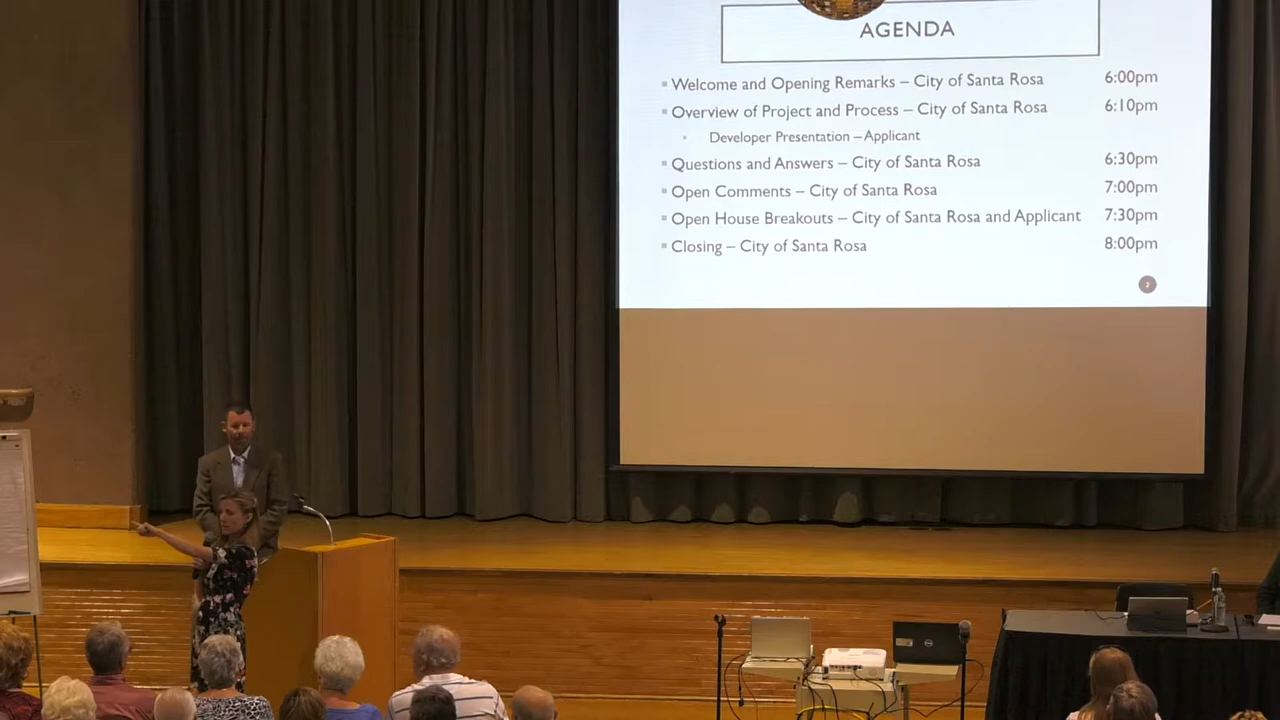 AGENDA
Welcome and Opening Remarks – City of Santa Rosa 6:00pm
Overview of Project and Process – City of Santa Rosa 6:10pm
Developer Presentation – Applicant
Questions and Answers – City of Santa Rosa 6:30pm
Open Comments – City of Santa Rosa 7:00pm
Open House Breakouts – City of Santa Rosa and Applicant 7:30pm
Closing – City of Santa Rosa 8:00pm